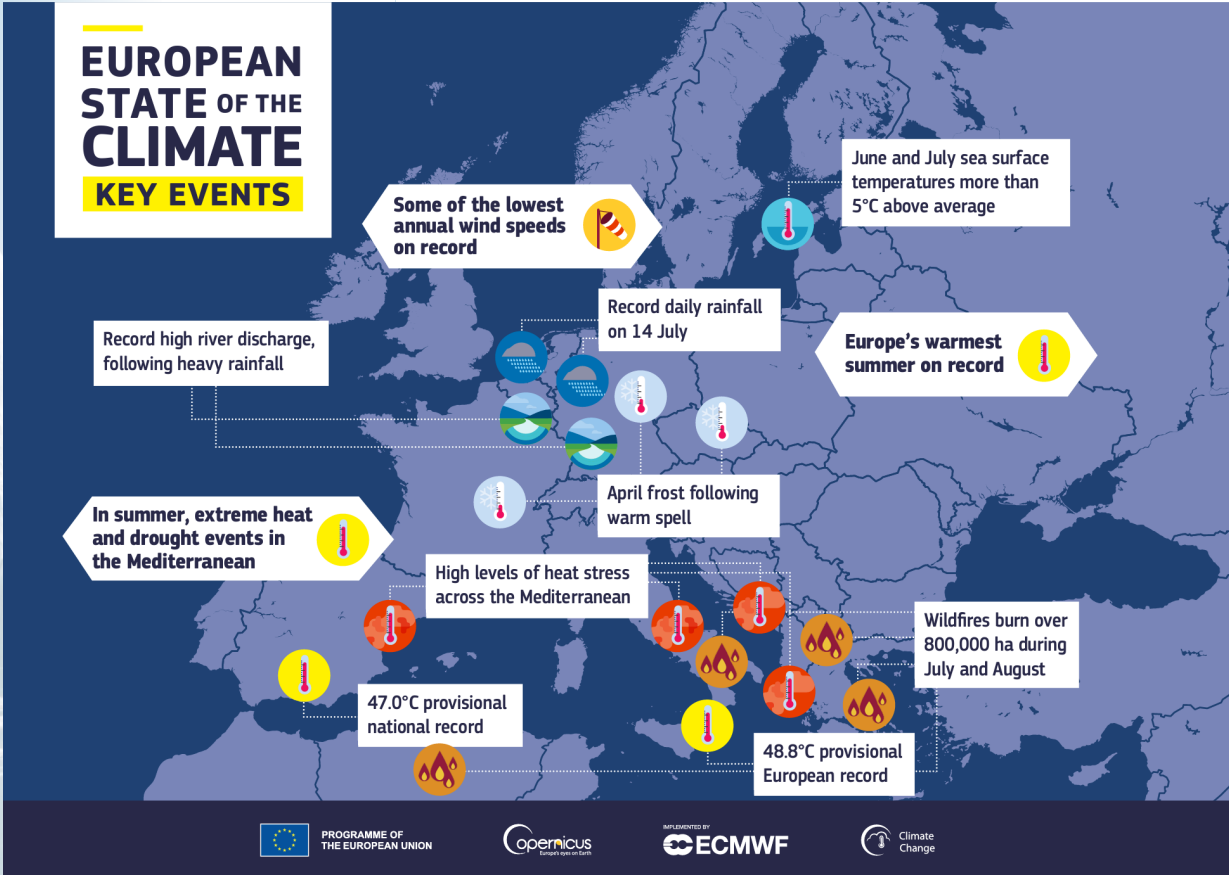 EUROPEAN
STATE OF THE
CLIMATE
KEY EVENTS
June and July sea surface
temperatures more than
5°C above average
Some of the lowest
annual wind speeds
on record
Record daily rainfall
on 14 July
Record high river discharge,
following heavy rainfall
Europe's warmest
summer on record
April frost following
warm spell
In summer, extreme heat
and drought events in
the Mediterranean
High levels of heat stress
across the Mediterranean
Wildfires burn over
800,000 ha during
July and August
47.0°C provisional
national record
48.8°C provisional
European record
PROGRAMME OF
THE EUROPEAN UNION
Copernicus
Europe's eyes on Earth
IMPLEMENTED BY
ECMWF
Climate
Change